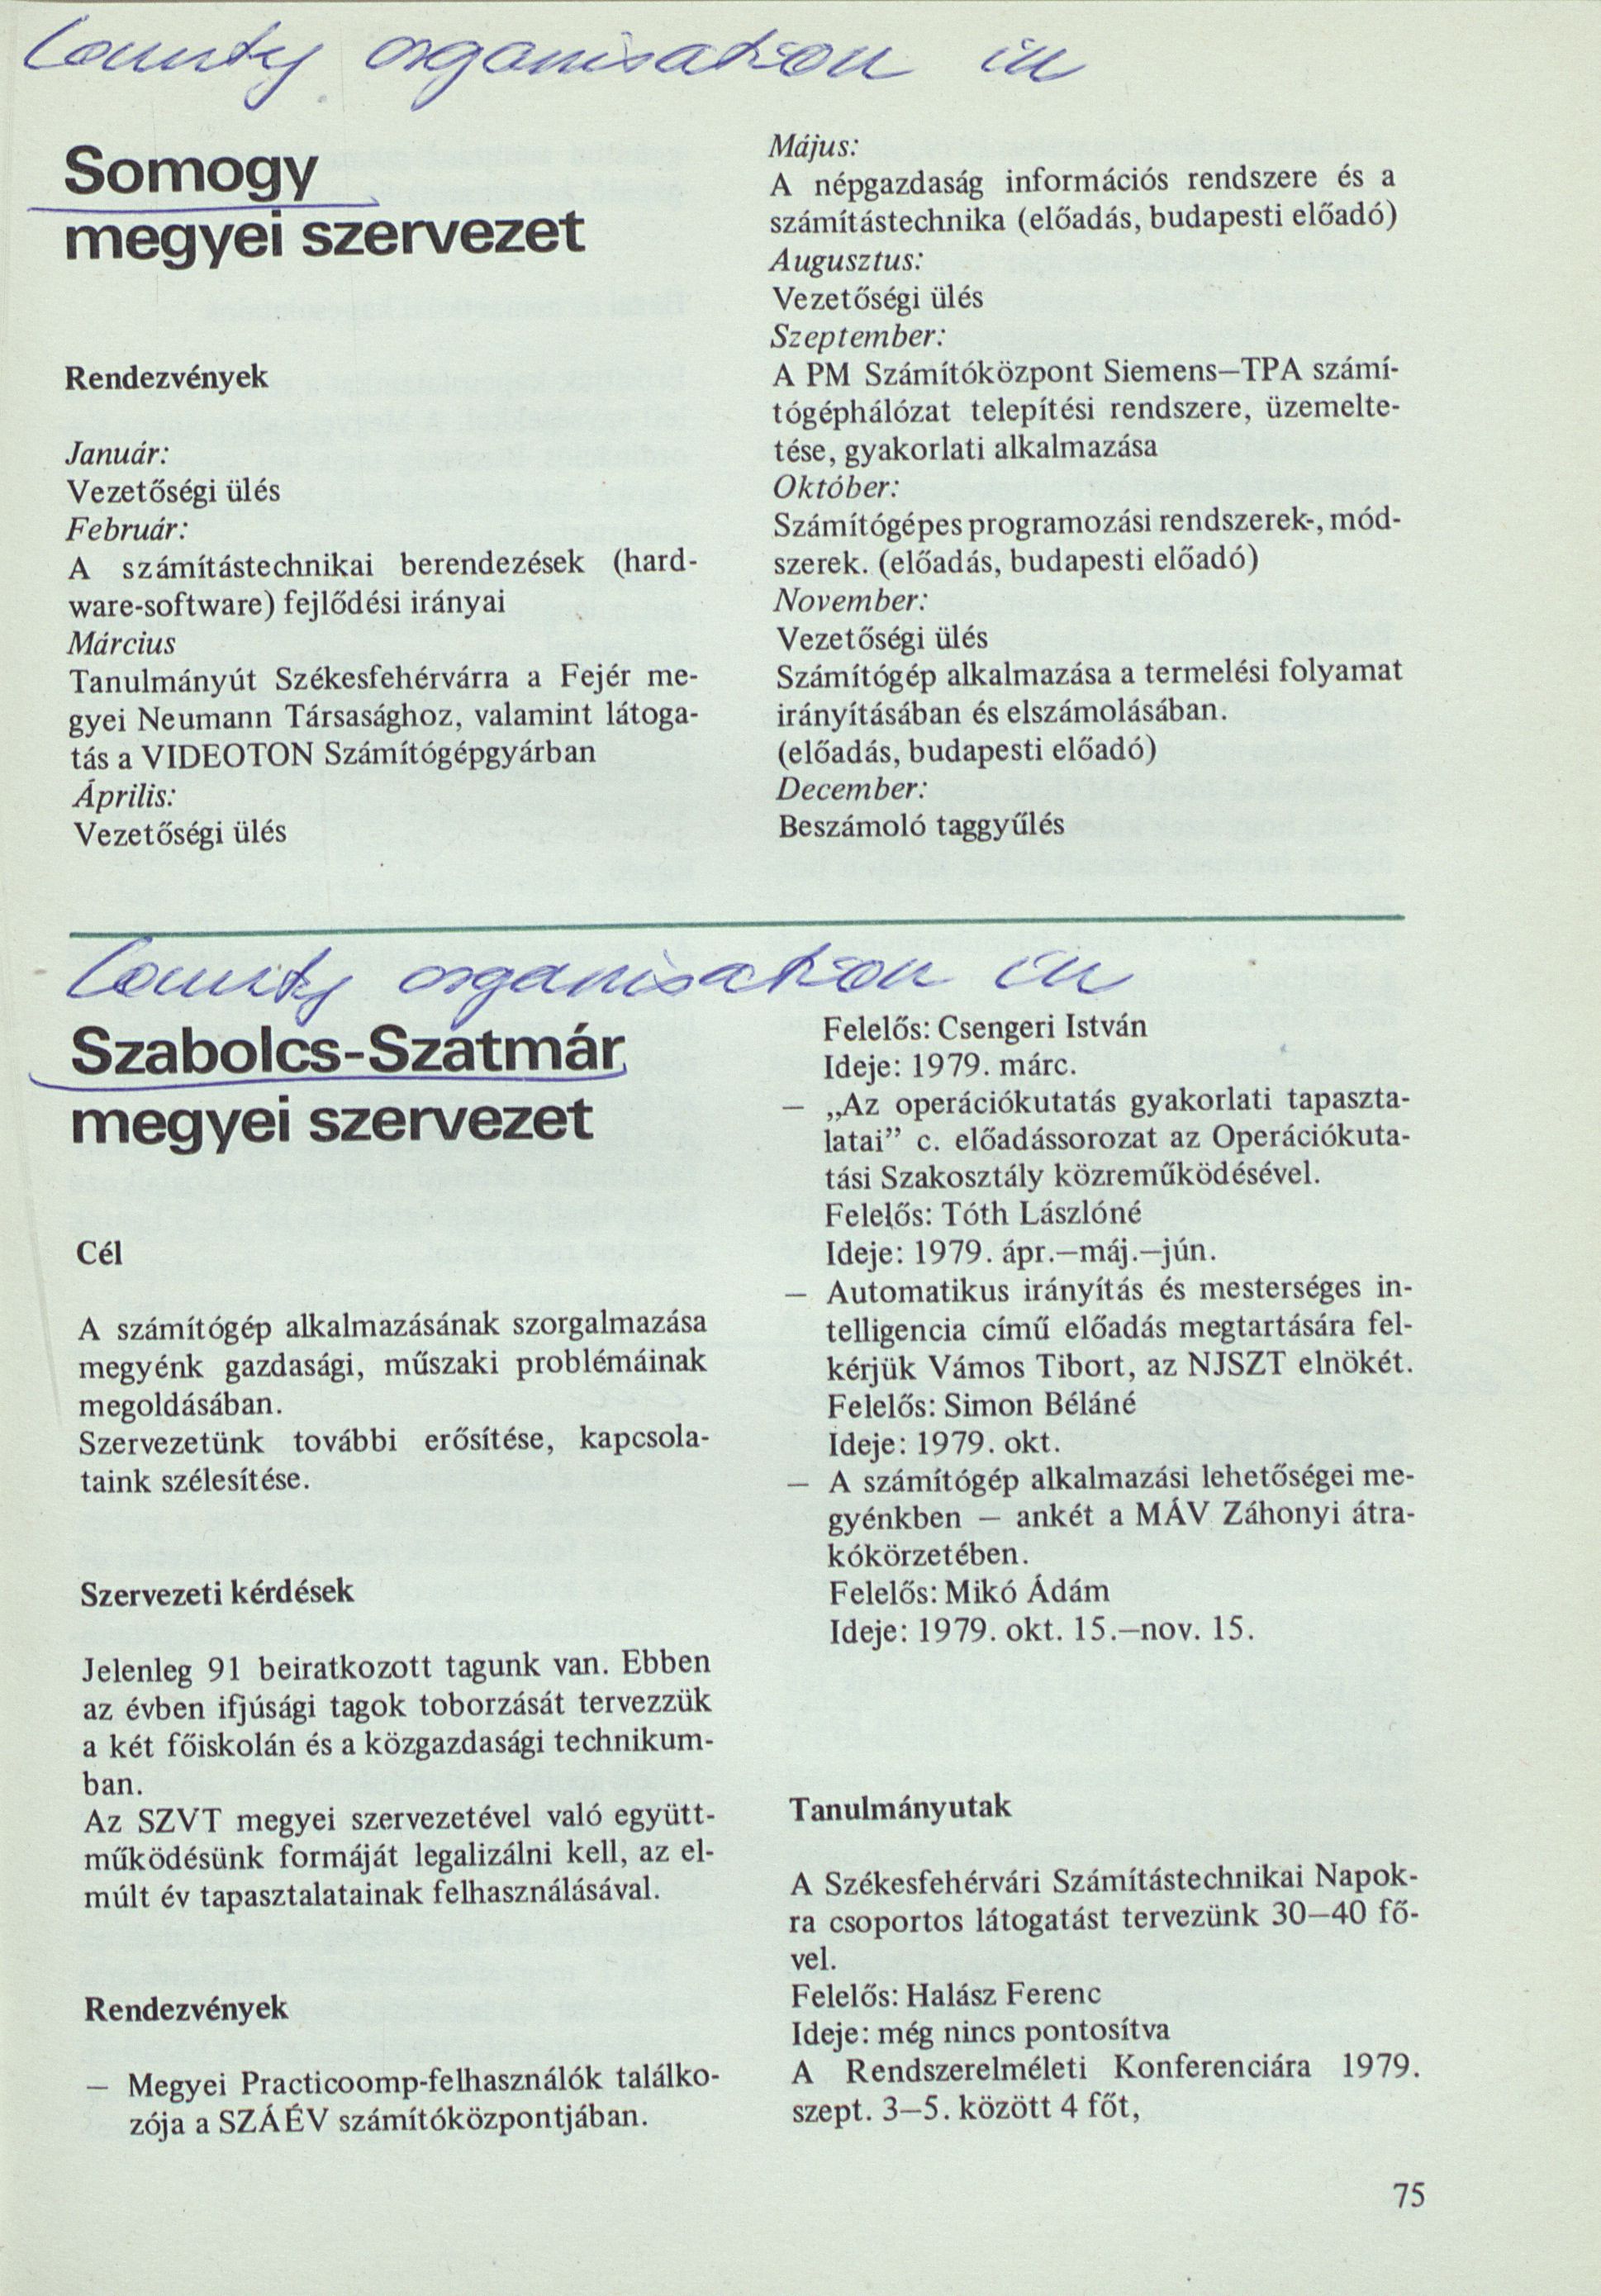 County organisation in
Somogy
megyei szervezet
Rendezvények
Január:
Vezetőségi ülés
Február:
A számítástechnikai berendezések (hard-
ware-software) fejlődési irányai
Március
Tanulmányút Székesfehérvárra a Fejér me-
gyei Neumann Társasághoz, valamint látoga-
tás a VIDEOTON Számítógépgyárban
Április:
Vezetőségi ülés
Május:
A népgazdaság információs rendszere és a
számítástechnika (előadás, budapesti előadó)
Augusztus:
Vezetőségi ülés
Szeptember:
A PM Számítóközpont Siemens—TPA számí-
tógéphálózat telepítési rendszere, üzemelte-
tése, gyakorlati alkalmazása
Október:
Számítógépes programozási rendszerek-, mód-
szerek. (előadás, budapesti előadó)
November:
Vezetőségi ülés
Számítógép alkalmazása a termelési folyamat
irányításában és elszámolásában.
(előadás, budapesti előadó)
December:
Beszámoló taggyűlés
County organisation in
Szabolcs-Szatmár
megyei szervezet
Cél
A számítógép alkalmazásának szorgalmazása
megyénk gazdasági, műszaki problémáinak
megoldásában.
Szervezetünk további erősítése, kapcsola-
taink szélesítése.
Szervezeti kérdések
Jelenleg 91 beiratkozott tagunk van. Ebben
az évben ifjúsági tagok toborzását tervezzük
a két főiskolán és a közgazdasági technikum-
ban.
Az SZVT megyei szervezetével való együtt-
működésünk formáját legalizálni kell, az el-
múlt év tapasztalatainak felhasználásával.
Rendezvények
— Megyei Practicoomp-felhasználók találko-
zója a SZÁÉV számítóközpontjában.
Felelős: Csengeri István
Ideje: 1979. márc.
— „Az operációkutatás gyakorlati tapaszta-
latai” c. előadássorozat az Operációkuta-
tási Szakosztály közreműködésével.
Felelős: Tóth Lászlóné
Ideje: 1979. ápr.—máj.—jún.
— Automatikus irányítás és mesterséges in-
telligencia című előadás megtartására fel-
kérjük Vámos Tibort, az NJSZT elnökét.
Felelős: Simon Béláné
Ideje: 1979. okt.
— A számítógép alkalmazási lehetőségei me-
gyénkben — ankét a MÁV Záhonyi átra-
kókörzetében.
Felelős: Mikó Ádám
Ideje: 1979. okt. 15.—nov. 15.
Tanulmányutak
A Székesfehérvári Számítástechnikai Napok-
ra csoportos látogatást tervezünk 30—40 fő-
vel.
Felelős: Halász Ferenc
Ideje: még nincs pontosítva
A Rendszerelméleti Konferenciára 1979.
szept. 3—5. között 4 főt,
75